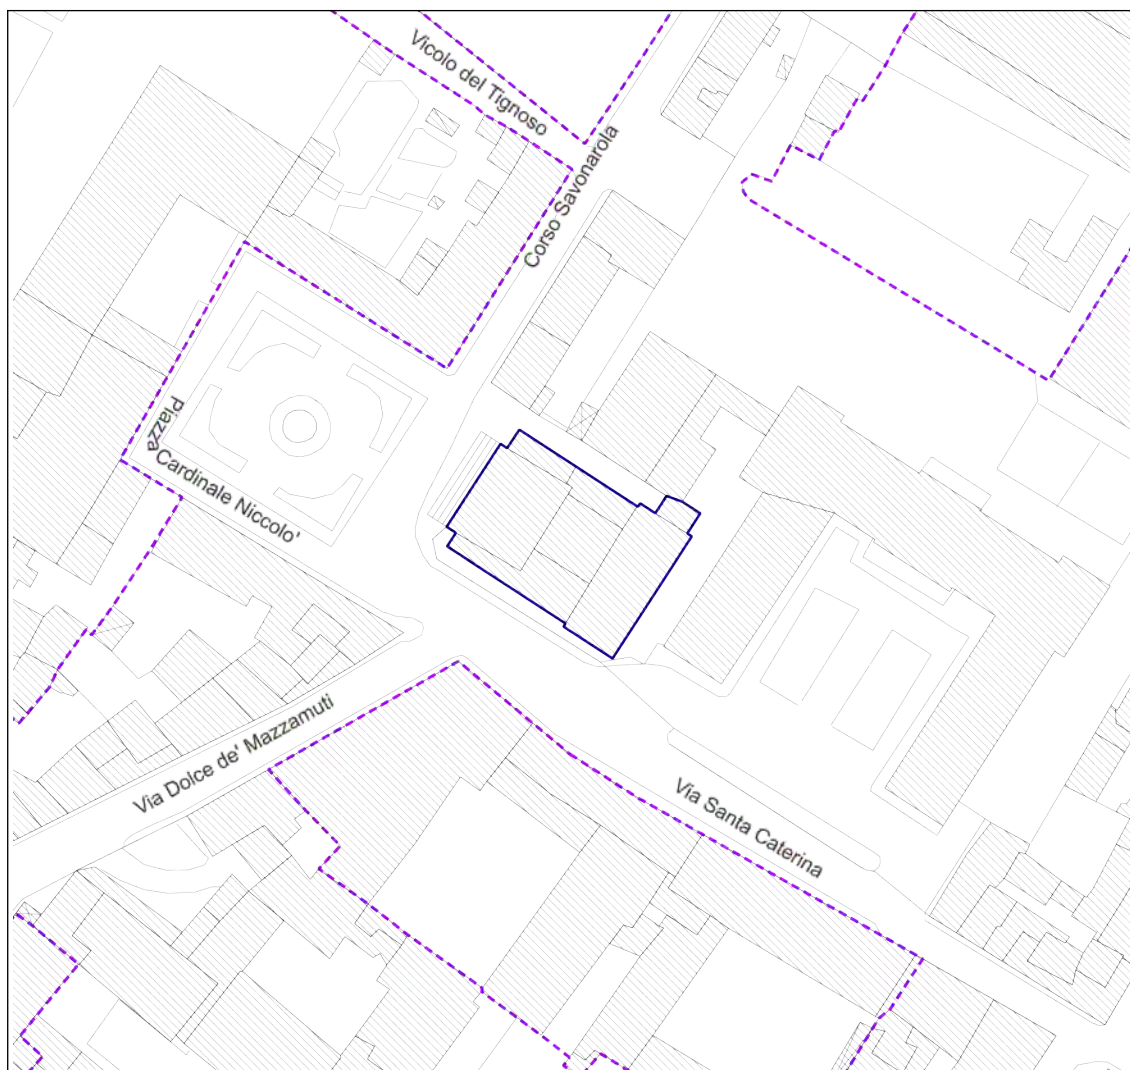 Vicolo del Tignoso
Corso Savonarola
Piazza
Cardinale Niccolo'
Via Dolce de' Mazzamuti
Via Santa Caterina